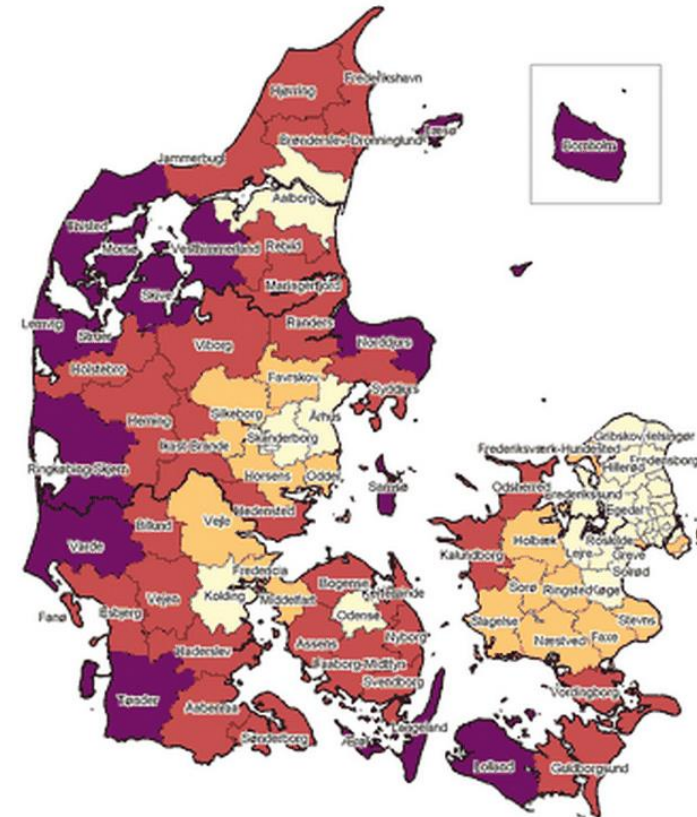 Frederikshavn
Hjørring
Brønderslev-Dronninglund
Læsø
Bornholm
Jammerbugt
Aalborg
Thisted
Morsø
Vesthimmerland
Rebild
Skive
Mariagerfjord
Lemvig
Struer
Viborg
Randers
Norddjurs
Holstebro
Favrskov
Syddjurs
Silkeborg
Herning
Århus
Skanderborg
Ikast-Brande
Ringkøbing-Skjern
Horsens
Odder
Samsø
Hedensted
Billund
Vejle
Varde
Fredericia
Kolding
Middelfart
Bogense
Kerteminde
Vejen
Odense
Fanø
Esbjerg
Nyborg
Assens
Haderslev
Faaborg-Midtfyn
Svendborg
Tønder
Aabenraa
Langeland
Ærø
Sønderborg
Gribskov
Helsingør
Frederiksværk-Hundested
Fredensborg
Hillerød
Odsherred
Frederikssund
Egedal
Kalundborg
Holbæk
Roskilde
Lejre
Greve
Solrød
Sorø
Ringsted
Køge
Slagelse
Stevns
Næstved
Faxe
Vordingborg
Lolland
Guldborgsund